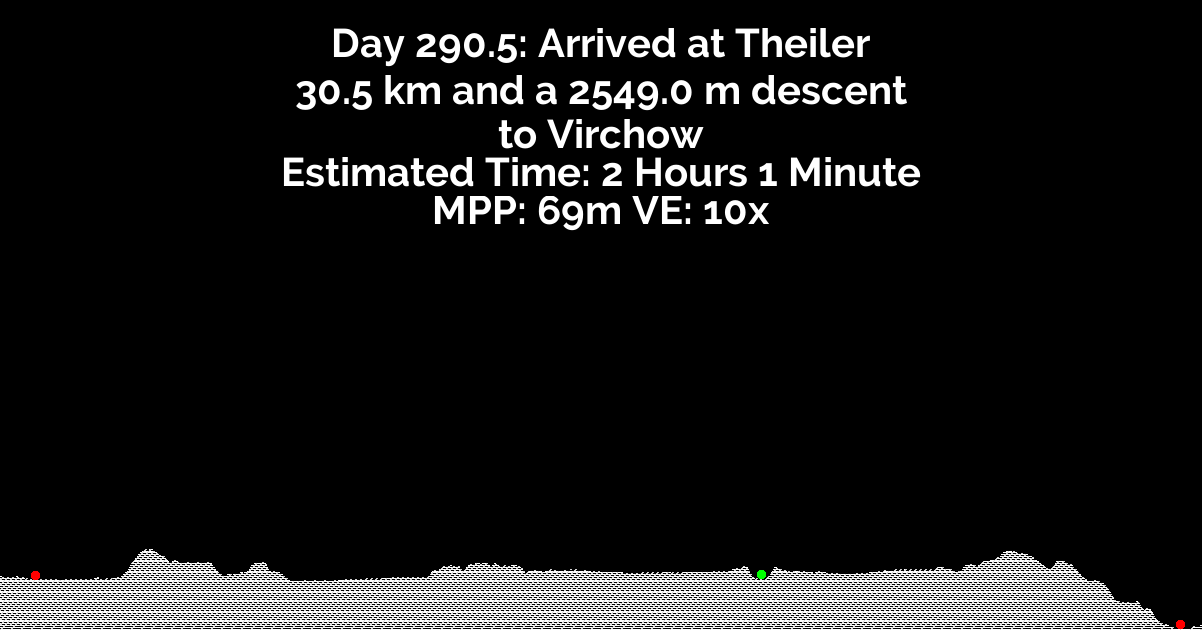 Day 290.5: Arrived at Theiler
30.5 km and a 2549.0 m descent
to Virchow
Estimated Time: 2 Hours 1 Minute
MPP: 69m VE: 10x